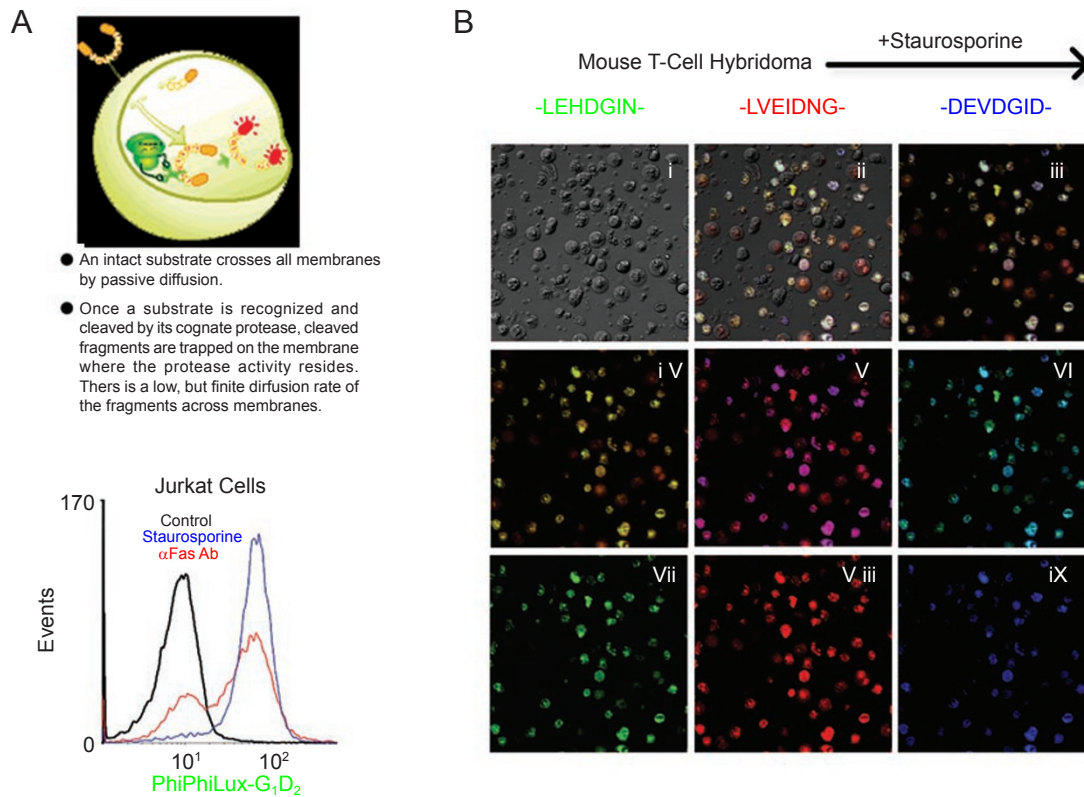 A
An intact substrate crosses all membranes
by passive diffusion.
Once a substrate is recognized and
cleaved by its cognate protease, cleaved
fragments are trapped on the membrane
where the protease activity resides.
Thers is a low, but finite dirfusion rate of
the fragments across membranes.
Jurkat Cells
170
Control
Staurosporine
αFas Ab
Events
0
10¹ 10²
PhiPhiLux-G₁D₂
B
+Staurosporine
Mouse T-Cell Hybridoma
-LEHDGIN- -LVEIDNG- -DEVDGID-
i ii iii
i V V VI
Vii V iii iX